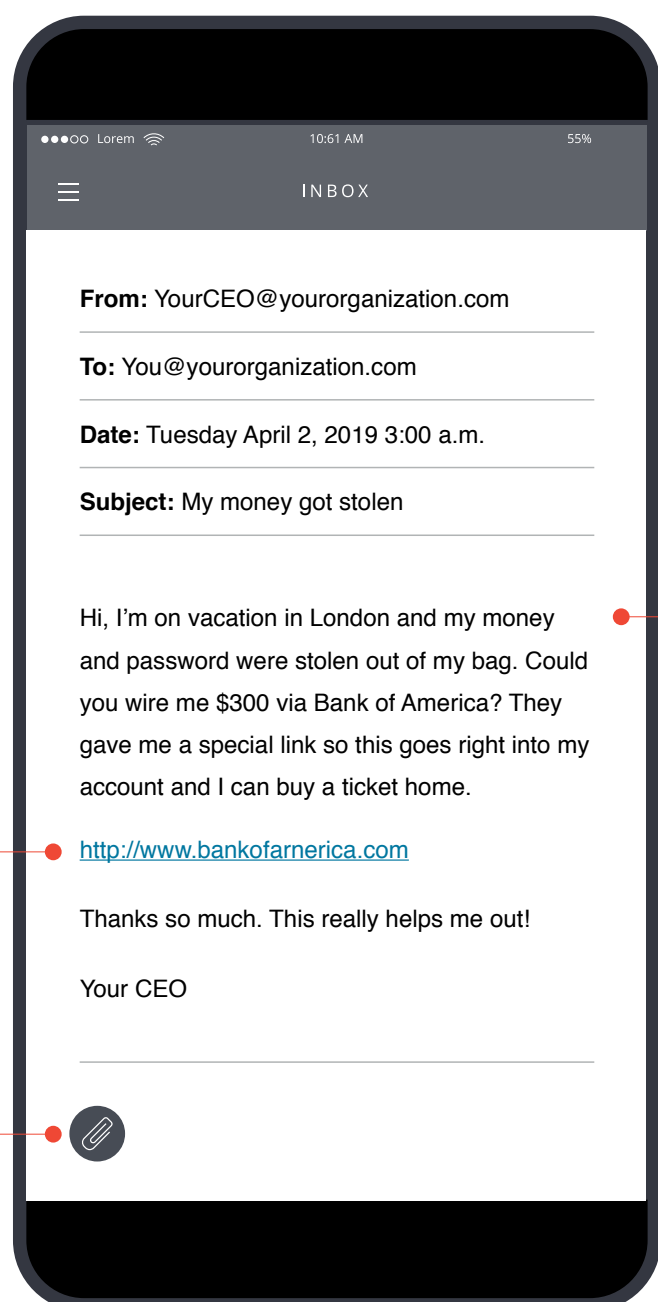 Lorem 10:61 AM 55%
INBOX
From: YourCEO@yourorganization.com
To: You@yourorganization.com
Date: Tuesday April 2, 2019 3:00 a.m.
Subject: My money got stolen
Hi, I’m on vacation in London and my money
and password were stolen out of my bag. Could
you wire me $300 via Bank of America? They
gave me a special link so this goes right into my
account and I can buy a ticket home.
http://www.bankofarnerica.com
Thanks so much. This really helps me out!
Your CEO